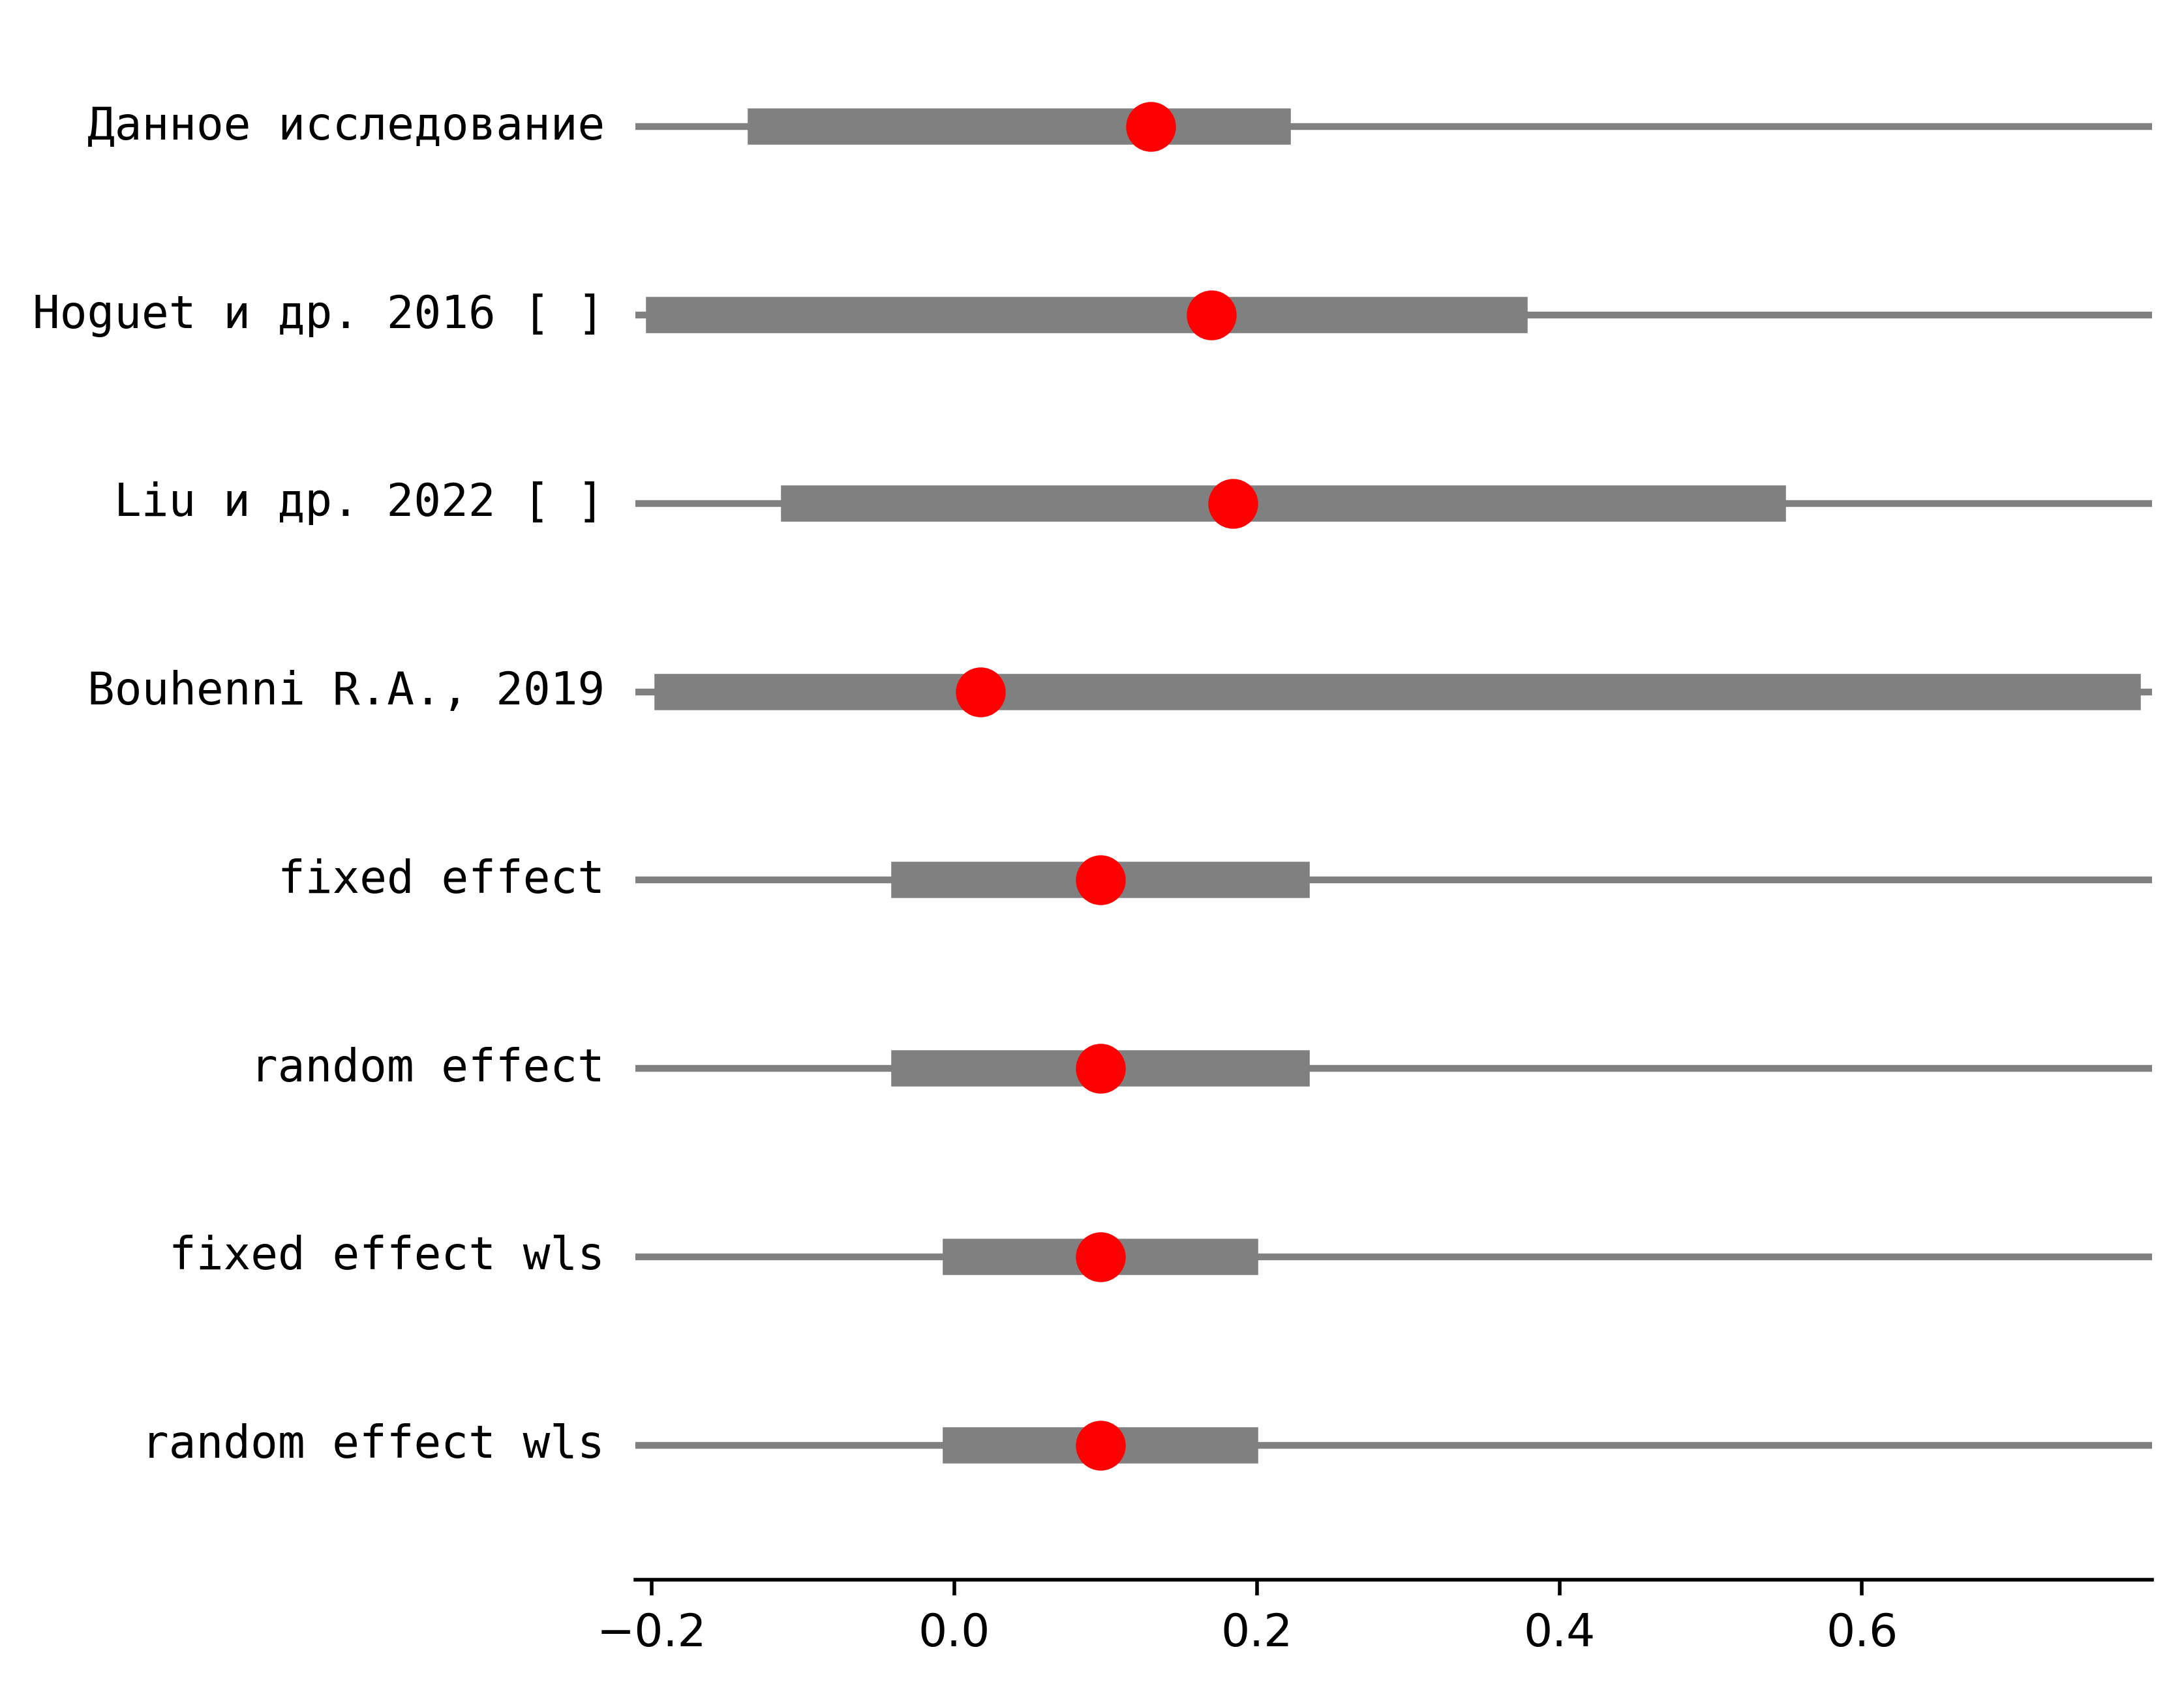 Данное исследование
Hoguet и др. 2016 [ ]
Liu и др. 2022 [ ]
Bouhenni R.A., 2019
fixed effect
random effect
fixed effect wls
random effect wls
−0.2 0.0 0.2 0.4 0.6